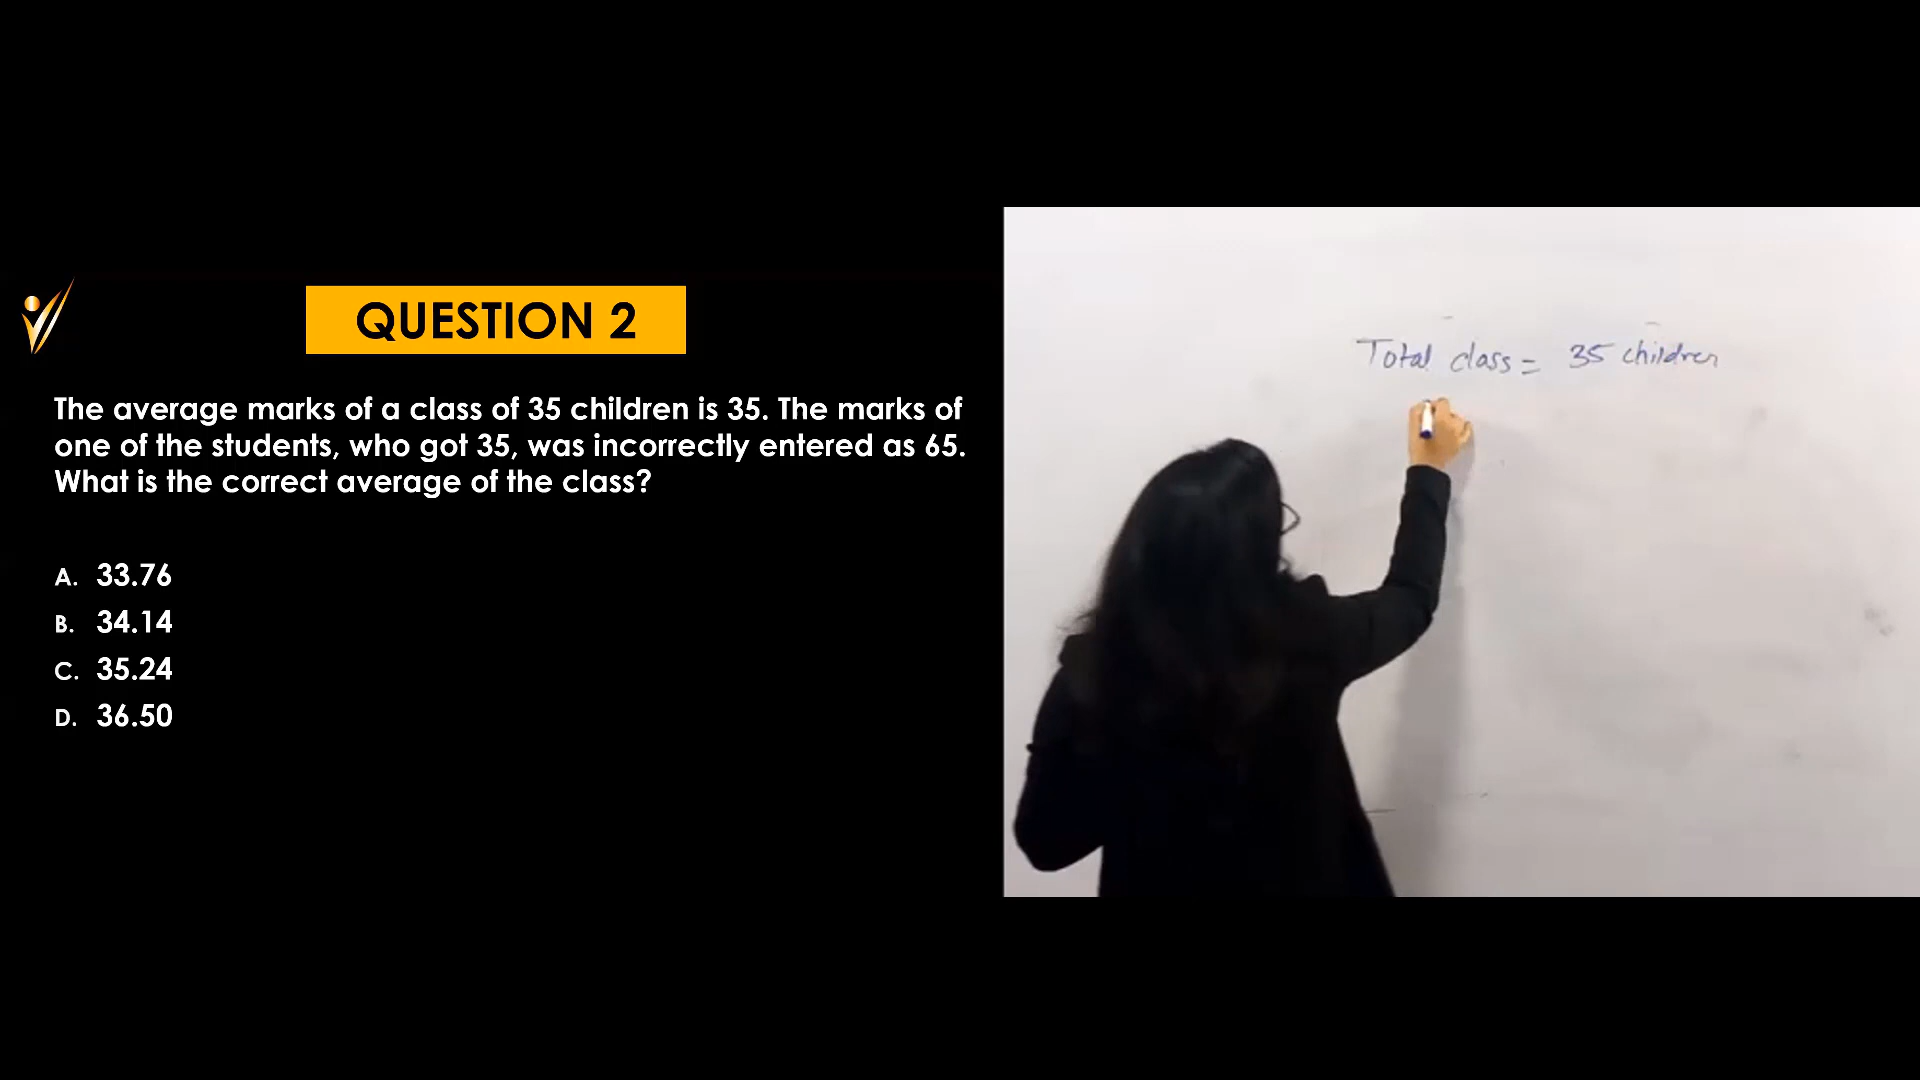 QUESTION 2
The average marks of a class of 35 children is 35. The marks of
one of the students, who got 35, was incorrectly entered as 65.
What is the correct average of the class?
A. 33.76
B. 34.14
C. 35.24
D. 36.50
Total class = 35 children